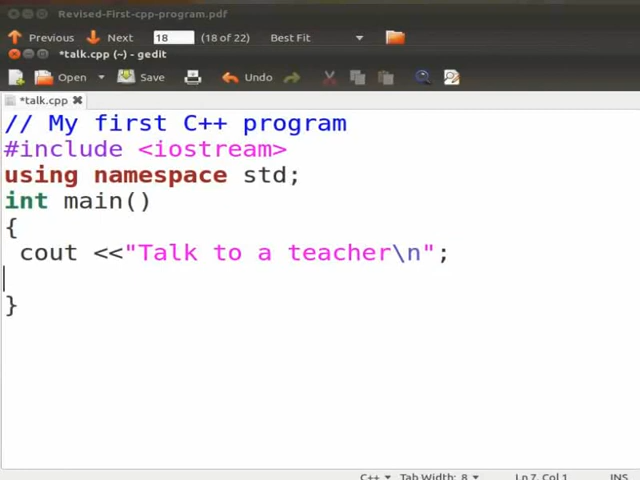 Revised-First-cpp-program.pdf
Previous Next 18 (18 of 22) Best Fit
*talk.cpp (~) - gedit
Open Save Undo
*talk.cpp
// My first C++ program
#include <iostream>
using namespace std;
int main()
{
cout <<"Talk to a teacher\n";
}
C++ Tab Width: 8 Ln 7, Col 1 INS